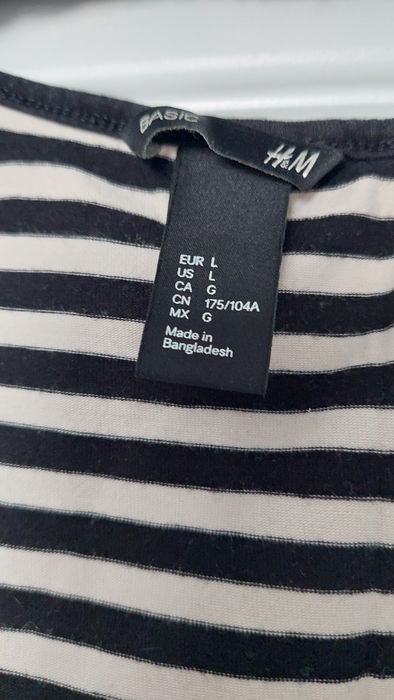 BASIC
H&M
EUR L
US L
CA G
CN 175/104A
MX G
Made in
Bangladesh